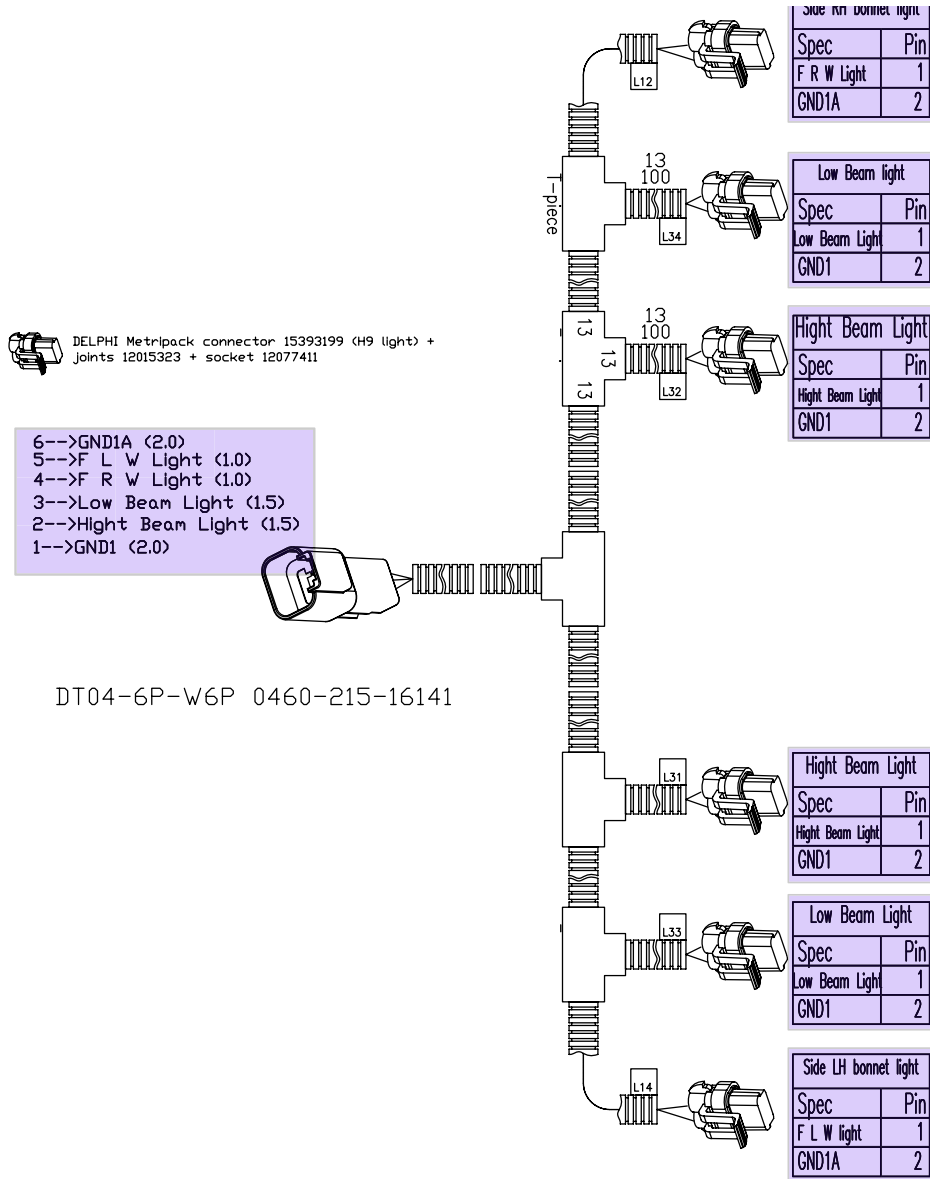 Side RH bonnet light
Spec Pin
F R W Light 1
GND1A 2
L12
T-piece
13
100
L34
Low Beam light
Spec Pin
Low Beam Light 1
GND1 2
DELPHI Metripack connector 15393199 (H9 light) +
joints 12015323 + socket 12077411
13
13
13
13
100
L32
Hight Beam Light
Spec Pin
Hight Beam Light 1
GND1 2
6-->GND1A (2.0)
5-->F L W Light (1.0)
4-->F R W Light (1.0)
3-->Low Beam Light (1.5)
2-->Hight Beam Light (1.5)
1-->GND1 (2.0)
DT04-6P-W6P 0460-215-16141
L31
Hight Beam Light
Spec Pin
Hight Beam Light 1
GND1 2
L33
Low Beam Light
Spec Pin
Low Beam Light 1
GND1 2
L14
Side LH bonnet light
Spec Pin
F L W light 1
GND1A 2